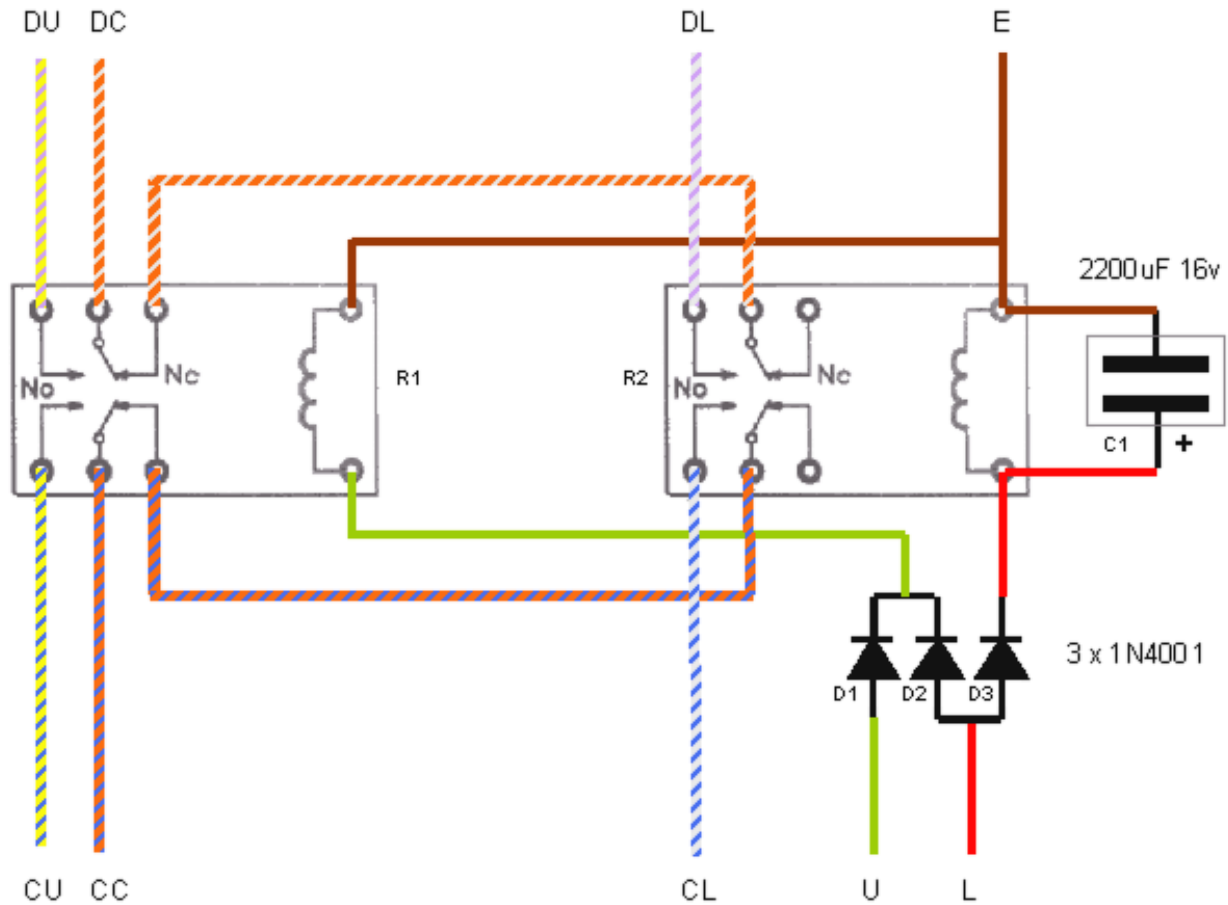 DU DC DL E
2200uF 16v
No Nc R1 R2 No Nc
C1 +
D1 D2 D3 3 x 1N4001
CU CC CL U L